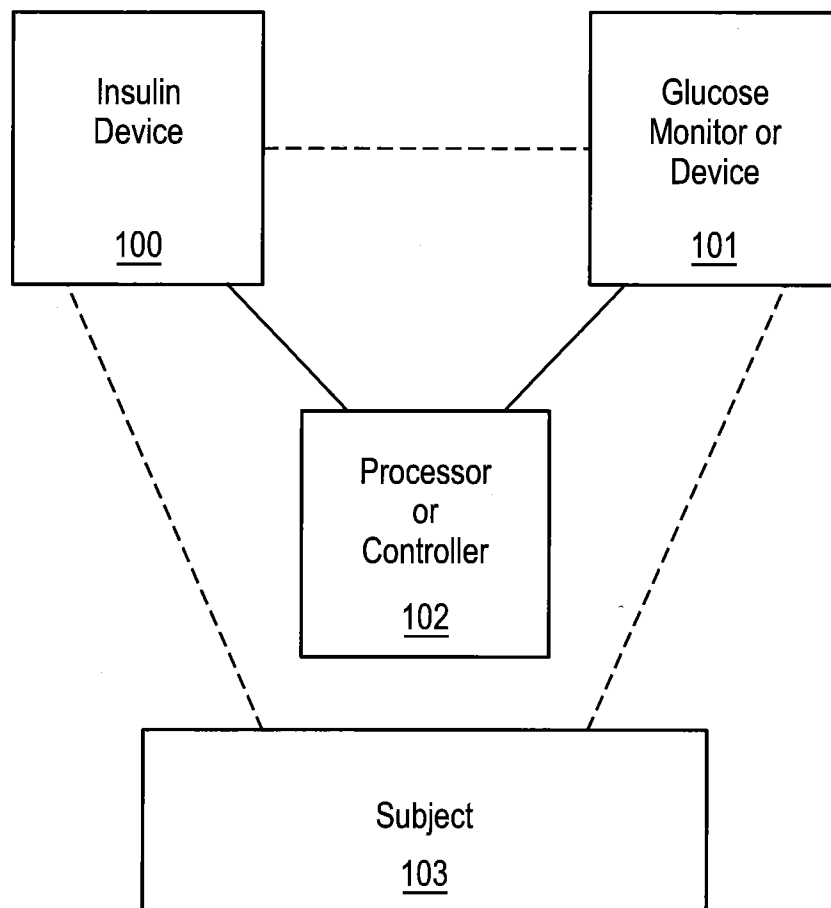 Insulin
Device
100
Glucose
Monitor or
Device
101
Processor
or
Controller
102
Subject
103